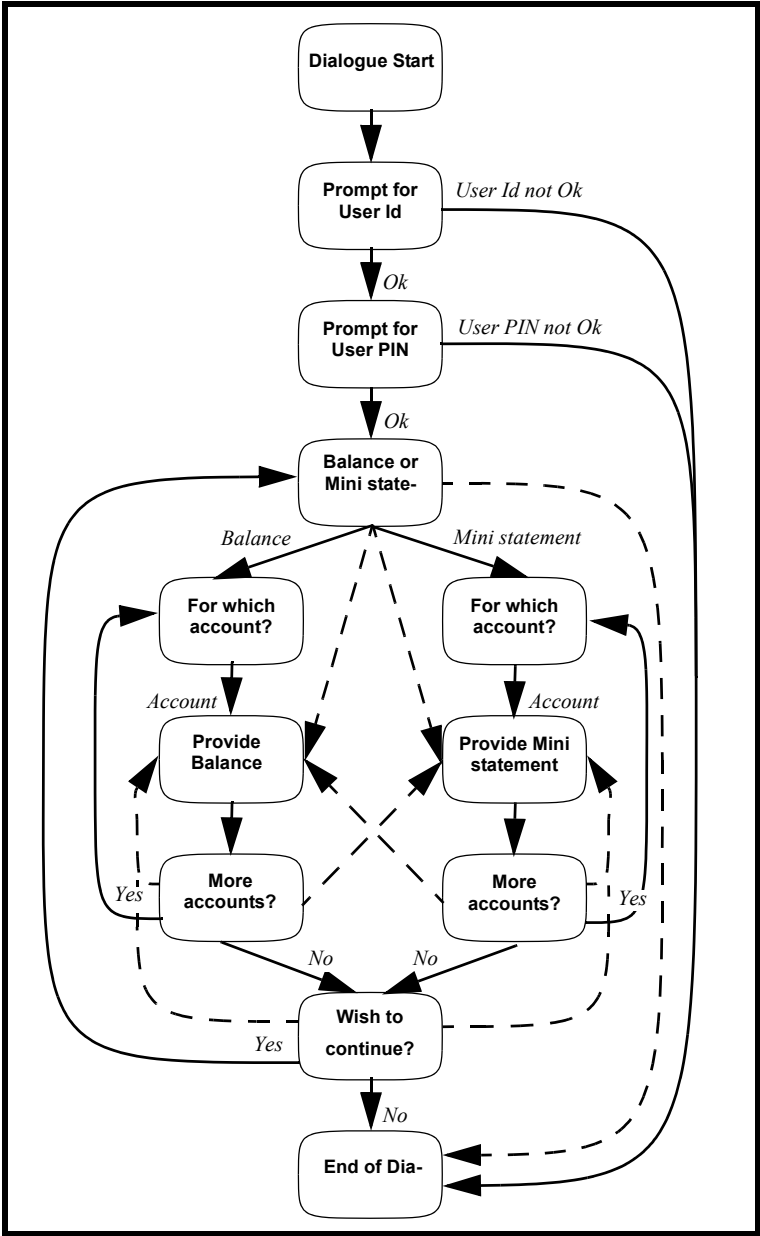 Dialogue Start
Prompt for
User Id
User Id not Ok
Ok
Prompt for
User PIN
User PIN not Ok
Ok
Balance or
Mini state-
Balance
Mini statement
For which
account?
For which
account?
Account
Account
Provide
Balance
Provide Mini
statement
More
accounts?
More
accounts?
Yes
Yes
No
No
Wish to
continue?
Yes
No
End of Dia-